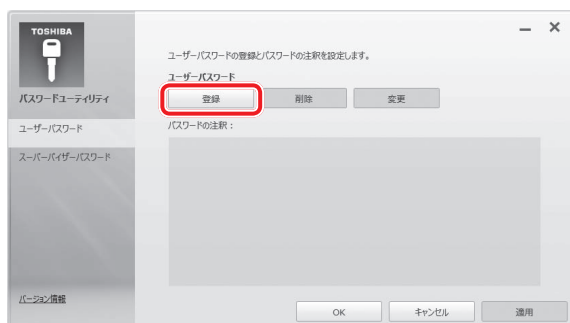 TOSHIBA
パスワードユーティリティ
ユーザーパスワード
スーパーバイザーパスワード
バージョン情報
ユーザーパスワードの登録とパスワードの注釈を設定します。
ユーザーパスワード
登録
削除
変更
パスワードの注釈：
OK
キャンセル
適用